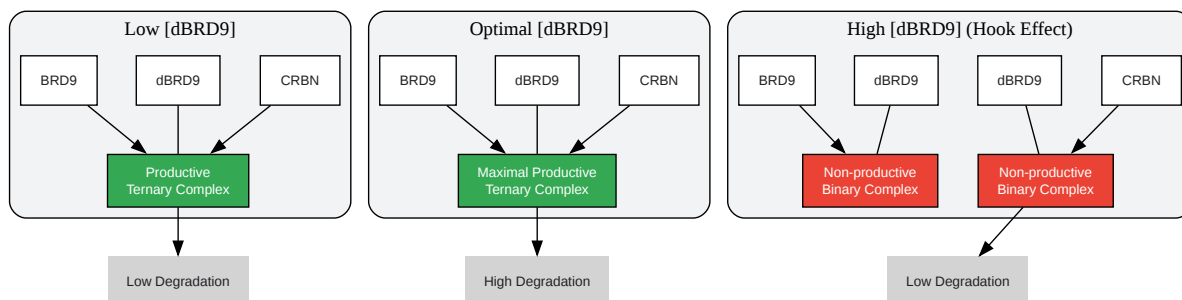 Low [dBRD9]
BRD9
dBRD9
CRBN
Productive
Ternary Complex
Low Degradation
Optimal [dBRD9]
BRD9
dBRD9
CRBN
Maximal Productive
Ternary Complex
High Degradation
High [dBRD9] (Hook Effect)
BRD9
dBRD9
dBRD9
CRBN
Non-productive
Binary Complex
Non-productive
Binary Complex
Low Degradation